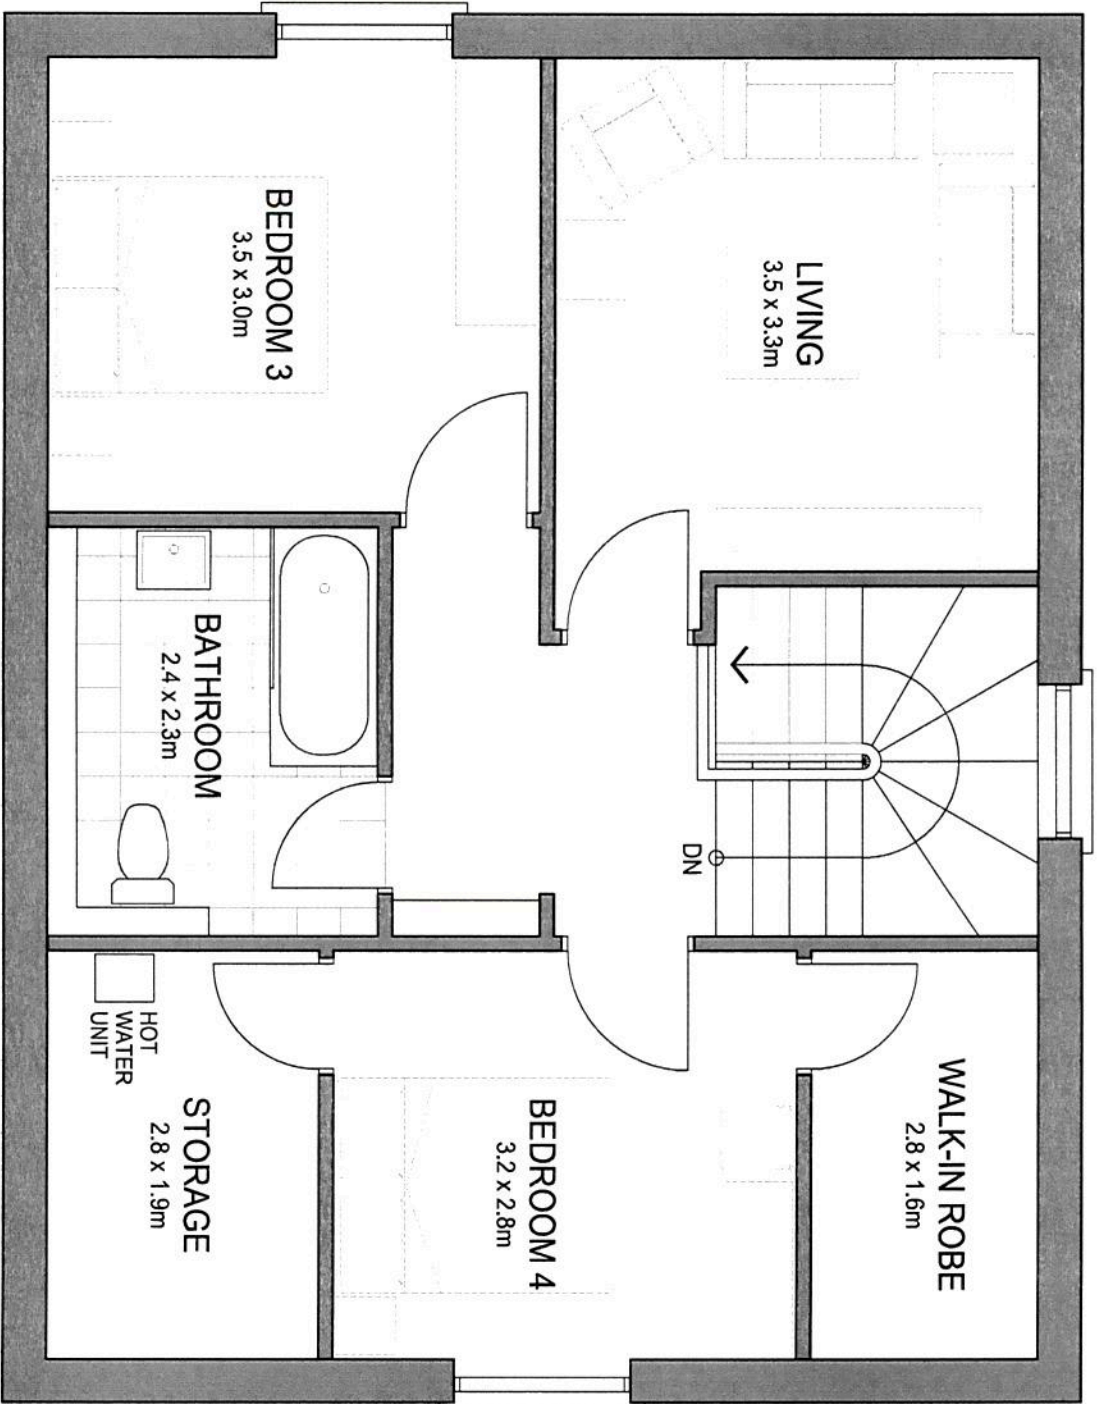 LIVING
3.5 x 3.3m
BEDROOM 3
3.5 x 3.0m
BATHROOM
2.4 x 2.3m
DN
WALK-IN ROBE
2.8 x 1.6m
BEDROOM 4
3.2 x 2.8m
STORAGE
2.8 x 1.9m
HOT
WATER
UNIT